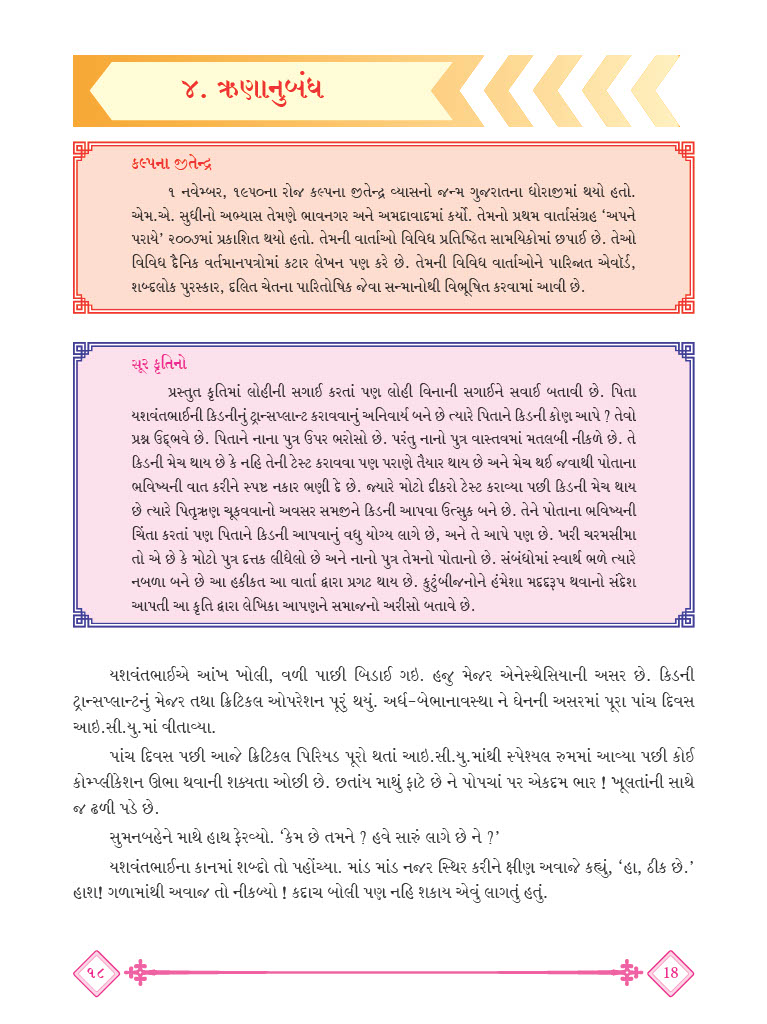 ૪. ઋણાનુબંધ
કલ્પના જીતેન્દ્ર
૧ નવેમ્બર, ૧૯૫૦ના રોજ કલ્પના જીતેન્દ્ર વ્યાસનો જન્મ ગુજરાતના ધોરાજીમાં થયો હતો.
એમ.એ. સુધીનો અભ્યાસ તેમણે ભાવનગર અને અમદાવાદમાં કર્યો. તેમનો પ્રથમ વાર્તાસંગ્રહ ‘અપને
પરાયે’ ૨૦૦૭માં પ્રકાશિત થયો હતો. તેમની વાર્તાઓ વિવિધ પ્રતિષ્ઠિત સામયિકોમાં છપાઈ છે. તેઓ
વિવિધ દૈનિક વર્તમાનપત્રોમાં કટાર લેખન પણ કરે છે. તેમની વિવિધ વાર્તાઓને પારિજાત એવૉર્ડ,
શબ્દલોક પુરસ્કાર, દલિત ચેતના પારિતોષિક જેવા સન્માનોથી વિભૂષિત કરવામાં આવી છે.
સૂર કૃતિનો
પ્રસ્તુત કૃતિમાં લોહીની સગાઈ કરતાં પણ લોહી વિનાની સગાઈને સવાઈ બતાવી છે. પિતા
યશવંતભાઈની કિડનીનું ટ્રાન્સપ્લાન્ટ કરાવવાનું અનિવાર્ય બને છે ત્યારે પિતાને કિડની કોણ આપે ? તેવો
પ્રશ્ન ઉદ્ભવે છે. પિતાને નાના પુત્ર ઉપર ભરોસો છે. પરંતુ નાનો પુત્ર વાસ્તવમાં મતલબી નીકળે છે. તે
કિડની મેચ થાય છે કે નહિ તેની ટેસ્ટ કરાવવા પણ પરાણે તૈયાર થાય છે અને મેચ થઈ જવાથી પોતાના
ભવિષ્યની વાત કરીને સ્પષ્ટ નકાર ભણી દે છે. જ્યારે મોટો દીકરો ટેસ્ટ કરાવ્યા પછી કિડની મેચ થાય
છે ત્યારે પિતૃઋણ ચૂકવવાનો અવસર સમજીને કિડની આપવા ઉત્સુક બને છે. તેને પોતાના ભવિષ્યની
ચિંતા કરતાં પણ પિતાને કિડની આપવાનું વધુ યોગ્ય લાગે છે, અને તે આપે પણ છે. ખરી ચરમસીમા
તો એ છે કે મોટો પુત્ર દત્તક લીધેલો છે અને નાનો પુત્ર તેમનો પોતાનો છે. સંબંધોમાં સ્વાર્થ ભળે ત્યારે
નબળા બને છે આ હકીકત આ વાર્તા દ્વારા પ્રગટ થાય છે. કુટુંબીજનોને હંમેશા મદદરૂપ થવાનો સંદેશ
આપતી આ કૃતિ દ્વારા લેખિકા આપણને સમાજનો અરીસો બતાવે છે.
યશવંતભાઈએ આંખ ખોલી, વળી પાછી બિડાઈ ગઇ. હજુ મેજર એનેસ્થેસિયાની અસર છે. કિડની
ટ્રાન્સપ્લાન્ટનું મેજર તથા ક્રિટિકલ ઓપરેશન પૂરું થયું. અર્ધ-બેભાનાવસ્થા ને ઘેનની અસરમાં પૂરા પાંચ દિવસ
આઇ.સી.યુ.માં વીતાવ્યા.
પાંચ દિવસ પછી આજે ક્રિટિકલ પિરિયડ પૂરો થતાં આઇ.સી.યુ.માંથી સ્પેશ્યલ રુમમાં આવ્યા પછી કોઈ
કોમ્પ્લીકેશન ઊભા થવાની શક્યતા ઓછી છે. છતાંય માથું ફાટે છે ને પોપચાં પર એકદમ ભાર ! ખૂલતાંની સાથે
જ ઢળી પડે છે.
સુમનબહેને માથે હાથ ફેરવ્યો. ‘કેમ છે તમને ? હવે સારું લાગે છે ને ?’
યશવંતભાઈના કાનમાં શબ્દો તો પહોંચ્યા. માંડ માંડ નજર સ્થિર કરીને ક્ષીણ અવાજે કહ્યું, ‘હા, ઠીક છે.’
હાશ! ગળામાંથી અવાજ તો નીકળ્યો ! કદાચ બોલી પણ નહિ શકાય એવું લાગતું હતું.
૧૮
18